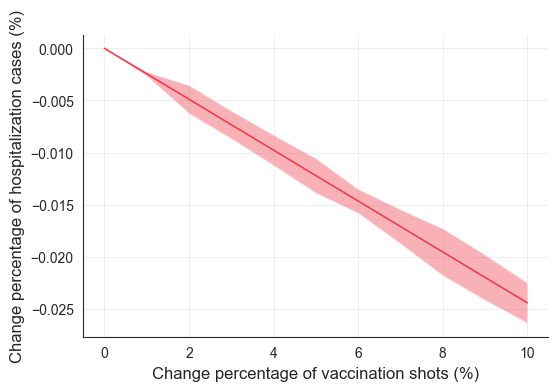 Change percentage of hospitalization cases (%)
0.000
−0.005
−0.010
−0.015
−0.020
−0.025
0 2 4 6 8 10
Change percentage of vaccination shots (%)